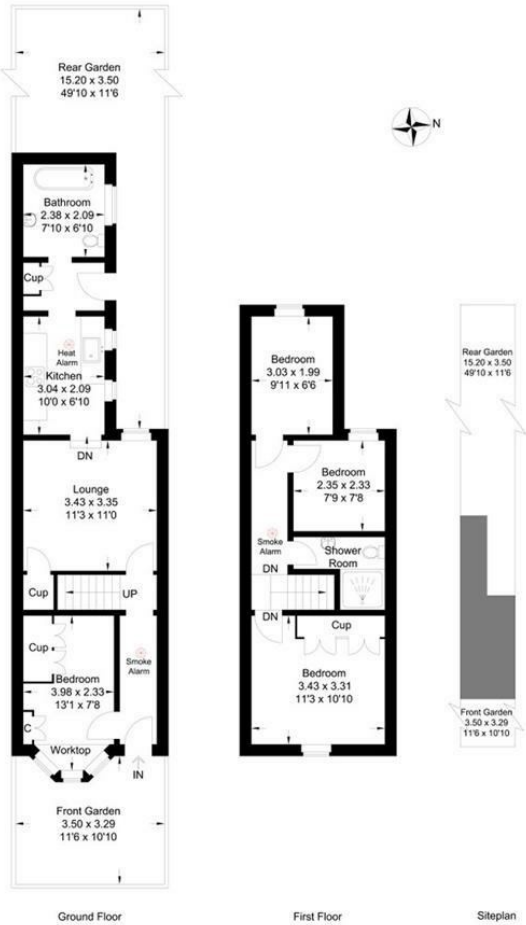 Rear Garden
15.20 x 3.50
49'10 x 11'6
N
Bathroom
2.38 x 2.09
7'10 x 6'10
Cup
Heat
Alarm
Kitchen
3.04 x 2.09
10'0 x 6'10
DN
Lounge
3.43 x 3.35
11'3 x 11'0
Cup
UP
Cup
Smoke
Alarm
Bedroom
3.98 x 2.33
13'1 x 7'8
C
Worktop
IN
Front Garden
3.50 x 3.29
11'6 x 10'10
Ground Floor
Bedroom
3.03 x 1.99
9'11 x 6'6
Bedroom
2.35 x 2.33
7'9 x 7'8
Smoke
Alarm
Shower
Room
DN
DN
Cup
Bedroom
3.43 x 3.31
11'3 x 10'10
First Floor
Rear Garden
15.20 x 3.50
49'10 x 11'6
Front Garden
3.50 x 3.29
11'6 x 10'10
Siteplan